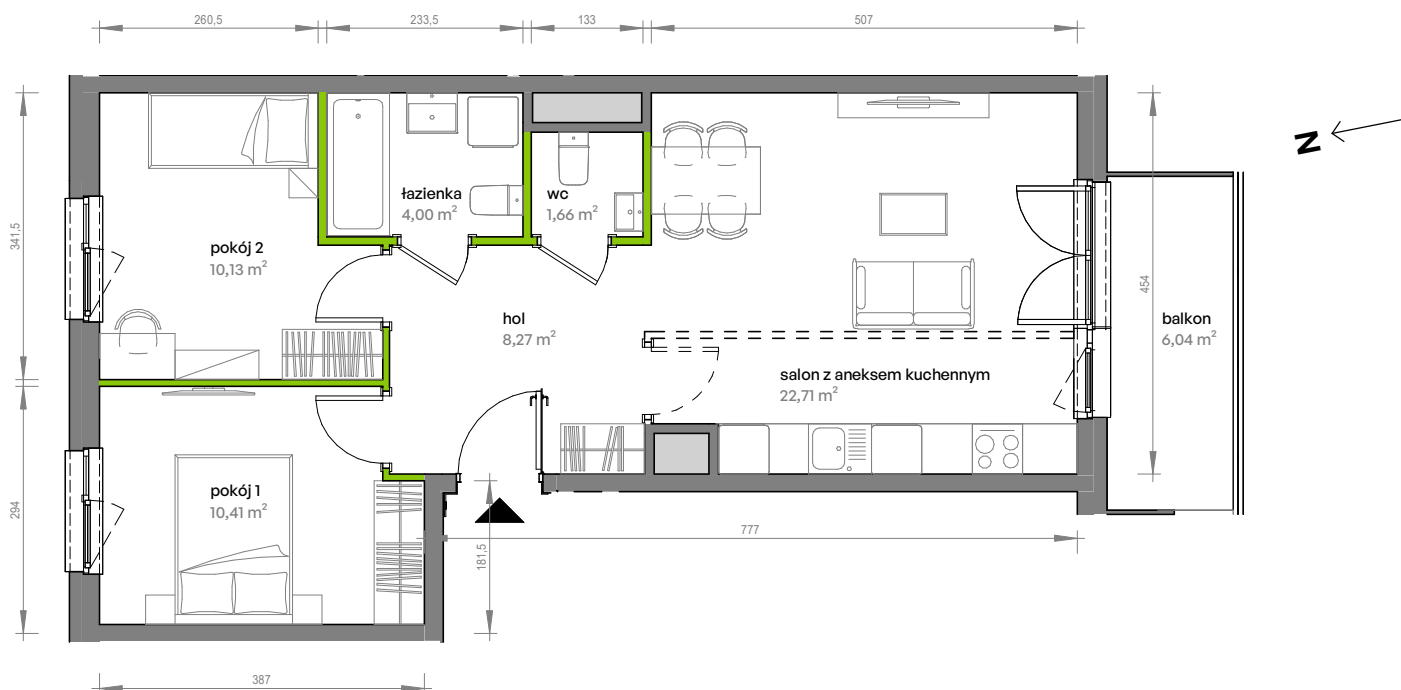 260,5
233,5
133
507
N
łazienka
4,00 m²
wc
1,66 m²
341,5
pokój 2
10,13 m²
454
hol
8,27 m²
balkon
6,04 m²
salon z aneksem kuchennym
22,71 m²
294
pokój 1
10,41 m²
777
181,5
387